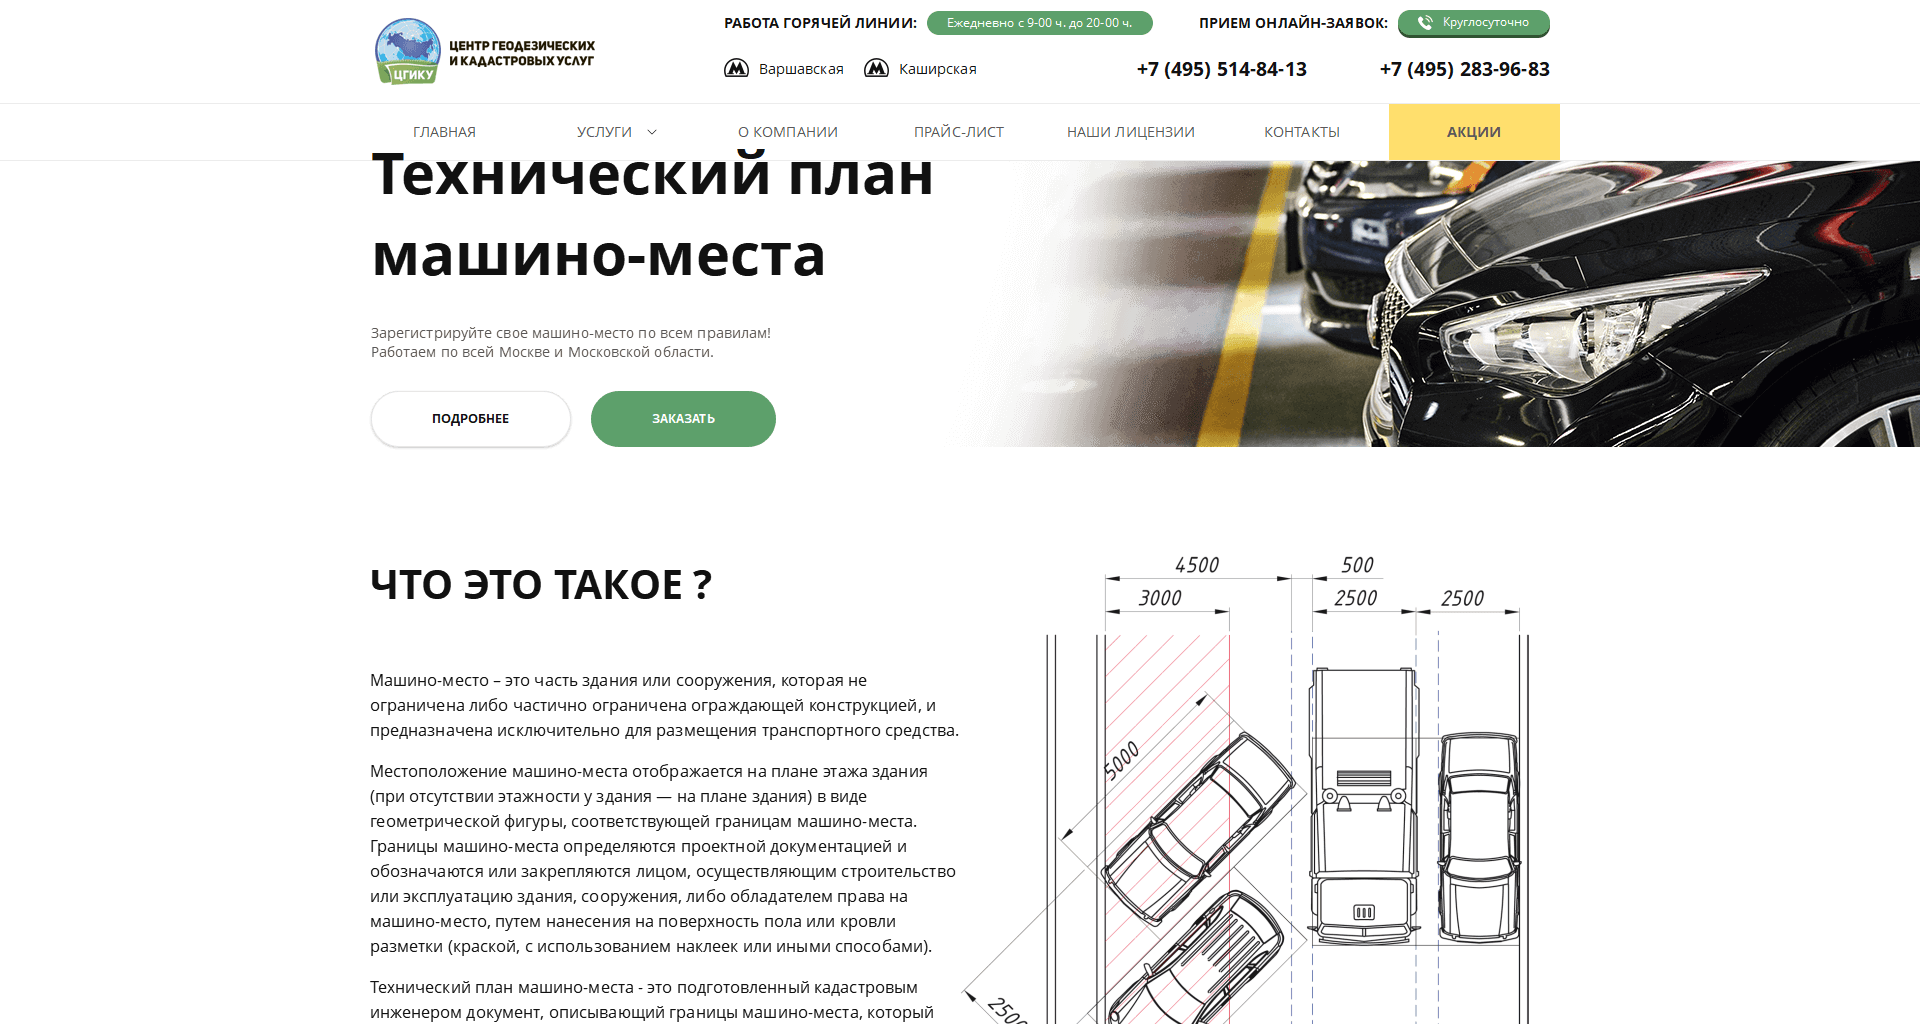 ЦГИКУ
ЦЕНТР ГЕОДЕЗИЧЕСКИХ
И КАДАСТРОВЫХ УСЛУГ
РАБОТА ГОРЯЧЕЙ ЛИНИИ:
Ежедневно с 9-00 ч. до 20-00 ч.
ПРИЕМ ОНЛАЙН-ЗАЯВОК:
Круглосуточно
Варшавская
Каширская
+7 (495) 514-84-13
+7 (495) 283-96-83
ГЛАВНАЯ
УСЛУГИ
О КОМПАНИИ
ПРАЙС-ЛИСТ
НАШИ ЛИЦЕНЗИИ
КОНТАКТЫ
АКЦИИ
Технический план
машино-места
Зарегистрируйте свое машино-место по всем правилам!
Работаем по всей Москве и Московской области.
ПОДРОБНЕЕ
ЗАКАЗАТЬ
ЧТО ЭТО ТАКОЕ ?
Машино-место – это часть здания или сооружения, которая не
ограничена либо частично ограничена ограждающей конструкцией, и
предназначена исключительно для размещения транспортного средства.
Местоположение машино-места отображается на плане этажа здания
(при отсутствии этажности у здания — на плане здания) в виде
геометрической фигуры, соответствующей границам машино-места.
Границы машино-места определяются проектной документацией и
обозначаются или закрепляются лицом, осуществляющим строительство
или эксплуатацию здания, сооружения, либо обладателем права на
машино-место, путем нанесения на поверхность пола или кровли
разметки (краской, с использованием наклеек или иными способами).
Технический план машино-места - это подготовленный кадастровым
инженером документ, описывающий границы машино-места, который
4500
500
3000
2500
2500
5000
2500